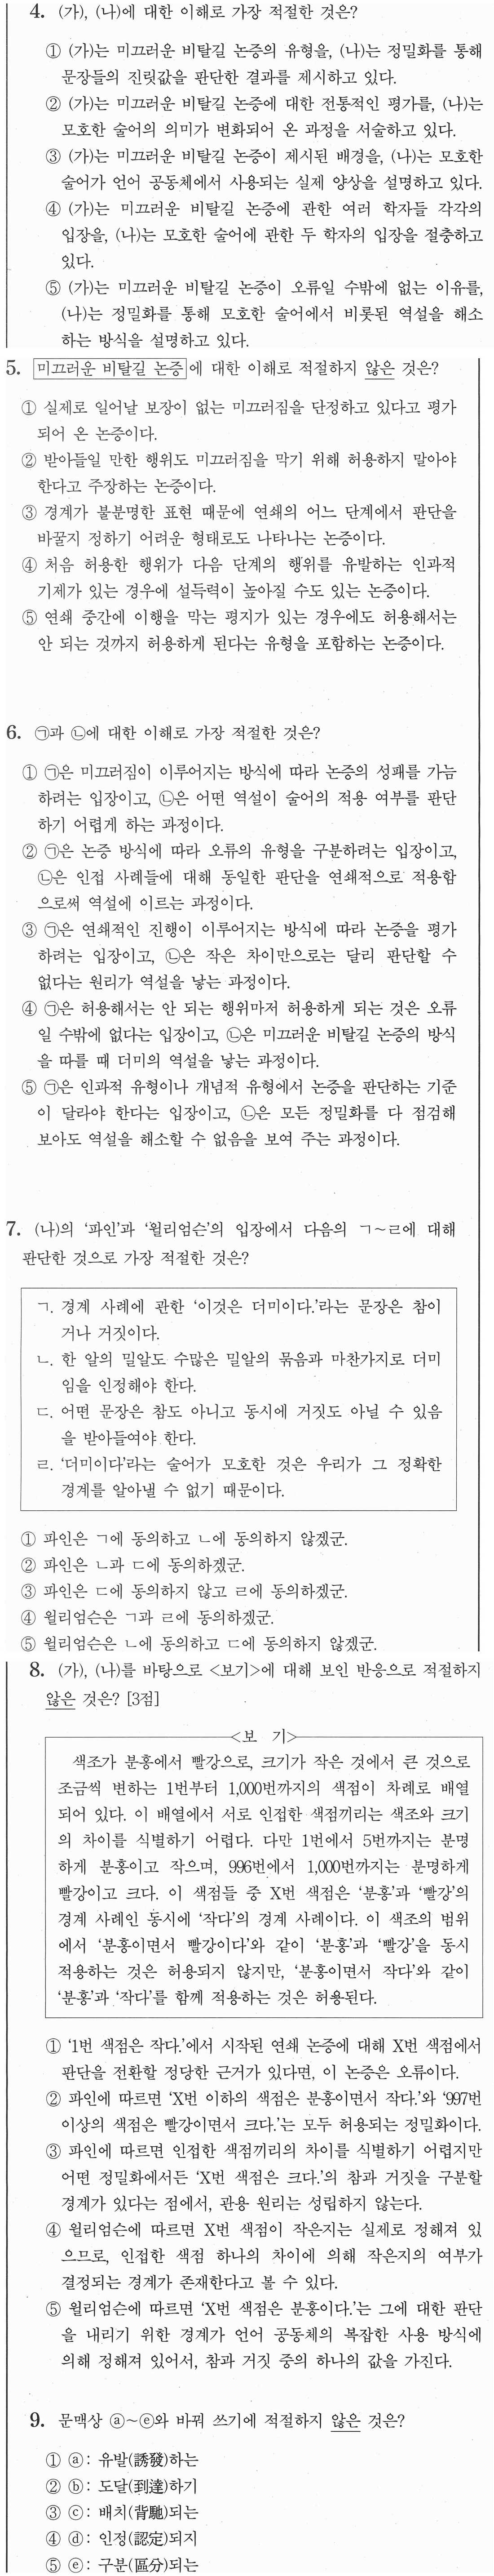 4. (가), (나)에 대한 이해로 가장 적절한 것은?
① (가)는 미끄러운 비탈길 논증의 유형을, (나)는 정밀화를 통해
문장들의 진릿값을 판단한 결과를 제시하고 있다.
② (가)는 미끄러운 비탈길 논증에 대한 전통적인 평가를, (나)는
모호한 술어의 의미가 변화되어 온 과정을 서술하고 있다.
③ (가)는 미끄러운 비탈길 논증이 제시된 배경을, (나)는 모호한
술어가 언어 공동체에서 사용되는 실제 양상을 설명하고 있다.
④ (가)는 미끄러운 비탈길 논증에 관한 여러 학자들 각각의
입장을, (나)는 모호한 술어에 관한 두 학자의 입장을 절충하고
있다.
⑤ (가)는 미끄러운 비탈길 논증이 오류일 수밖에 없는 이유를,
(나)는 정밀화를 통해 모호한 술어에서 비롯된 역설을 해소
하는 방식을 설명하고 있다.
5. 미끄러운 비탈길 논증에 대한 이해로 적절하지 않은 것은?
① 실제로 일어날 보장이 없는 미끄러짐을 단정하고 있다고 평가
되어 온 논증이다.
② 받아들일 만한 행위도 미끄러짐을 막기 위해 허용하지 말아야
한다고 주장하는 논증이다.
③ 경계가 불분명한 표현 때문에 연쇄의 어느 단계에서 판단을
바꿀지 정하기 어려운 형태로도 나타나는 논증이다.
④ 처음 허용한 행위가 다음 단계의 행위를 유발하는 인과적
기제가 있는 경우에 설득력이 높아질 수도 있는 논증이다.
⑤ 연쇄 중간에 이행을 막는 평지가 있는 경우에도 허용해서는
안 되는 것까지 허용하게 된다는 유형을 포함하는 논증이다.
6. ㉠과 ㉡에 대한 이해로 가장 적절한 것은?
① ㉠은 미끄러짐이 이루어지는 방식에 따라 논증의 성패를 가늠
하려는 입장이고, ㉡은 어떤 역설이 술어의 적용 여부를 판단
하기 어렵게 하는 과정이다.
② ㉠은 논증 방식에 따라 오류의 유형을 구분하려는 입장이고,
㉡은 인접 사례들에 대해 동일한 판단을 연쇄적으로 적용함
으로써 역설에 이르는 과정이다.
③ ㉠은 연쇄적인 진행이 이루어지는 방식에 따라 논증을 평가
하려는 입장이고, ㉡은 작은 차이만으로는 달리 판단할 수
없다는 원리가 역설을 낳는 과정이다.
④ ㉠은 허용해서는 안 되는 행위마저 허용하게 되는 것은 오류
일 수밖에 없다는 입장이고, ㉡은 미끄러운 비탈길 논증의 방식
을 따를 때 더미의 역설을 낳는 과정이다.
⑤ ㉠은 인과적 유형이나 개념적 유형에서 논증을 판단하는 기준
이 달라야 한다는 입장이고, ㉡은 모든 정밀화를 다 점검해
보아도 역설을 해소할 수 없음을 보여 주는 과정이다.
7. (나)의 ‘파인’과 ‘윌리엄슨’의 입장에서 다음의 ㄱ～ㄹ에 대해
판단한 것으로 가장 적절한 것은?
ㄱ. 경계 사례에 관한 ‘이것은 더미이다.’라는 문장은 참이
거나 거짓이다.
ㄴ. 한 알의 밀알도 수많은 밀알의 묶음과 마찬가지로 더미
임을 인정해야 한다.
ㄷ. 어떤 문장은 참도 아니고 동시에 거짓도 아닐 수 있음
을 받아들여야 한다.
ㄹ. ‘더미이다’라는 술어가 모호한 것은 우리가 그 정확한
경계를 알아낼 수 없기 때문이다.
① 파인은 ㄱ에 동의하고 ㄴ에 동의하지 않겠군.
② 파인은 ㄴ과 ㄷ에 동의하겠군.
③ 파인은 ㄷ에 동의하지 않고 ㄹ에 동의하겠군.
④ 윌리엄슨은 ㄱ과 ㄹ에 동의하겠군.
⑤ 윌리엄슨은 ㄴ에 동의하고 ㄷ에 동의하지 않겠군.
8. (가), (나)를 바탕으로 <보기>에 대해 보인 반응으로 적절하지
않은 것은? [3점]
<보 기>
색조가 분홍에서 빨강으로, 크기가 작은 것에서 큰 것으로
조금씩 변하는 1번부터 1,000번까지의 색점이 차례로 배열
되어 있다. 이 배열에서 서로 인접한 색점끼리는 색조와 크기
의 차이를 식별하기 어렵다. 다만 1번에서 5번까지는 분명
하게 분홍이고 작으며, 996번에서 1,000번까지는 분명하게
빨강이고 크다. 이 색점들 중 X번 색점은 ‘분홍’과 ‘빨강’의
경계 사례인 동시에 ‘작다’의 경계 사례이다. 이 색조의 범위
에서 ‘분홍이면서 빨강이다’와 같이 ‘분홍’과 ‘빨강’을 동시
적용하는 것은 허용되지 않지만, ‘분홍이면서 작다’와 같이
‘분홍’과 ‘작다’를 함께 적용하는 것은 허용된다.
① ‘1번 색점은 작다.’에서 시작된 연쇄 논증에 대해 X번 색점에서
판단을 전환할 정당한 근거가 있다면, 이 논증은 오류이다.
② 파인에 따르면 ‘X번 이하의 색점은 분홍이면서 작다.’와 ‘997번
이상의 색점은 빨강이면서 크다.’는 모두 허용되는 정밀화이다.
③ 파인에 따르면 인접한 색점끼리의 차이를 식별하기 어렵지만
어떤 정밀화에서든 ‘X번 색점은 크다.’의 참과 거짓을 구분할
경계가 있다는 점에서, 관용 원리는 성립하지 않는다.
④ 윌리엄슨에 따르면 X번 색점이 작은지는 실제로 정해져 있
으므로, 인접한 색점 하나의 차이에 의해 작은지의 여부가
결정되는 경계가 존재한다고 볼 수 있다.
⑤ 윌리엄슨에 따르면 ‘X번 색점은 분홍이다.’는 그에 대한 판단
을 내리기 위한 경계가 언어 공동체의 복잡한 사용 방식에
의해 정해져 있어서, 참과 거짓 중의 하나의 값을 가진다.
9. 문맥상 ⓐ～ⓔ와 바꿔 쓰기에 적절하지 않은 것은?
① ⓐ: 유발(誘發)하는
② ⓑ: 도달(到達)하기
③ ⓒ: 배치(背馳)되는
④ ⓓ: 인정(認定)되지
⑤ ⓔ: 구분(區分)되는